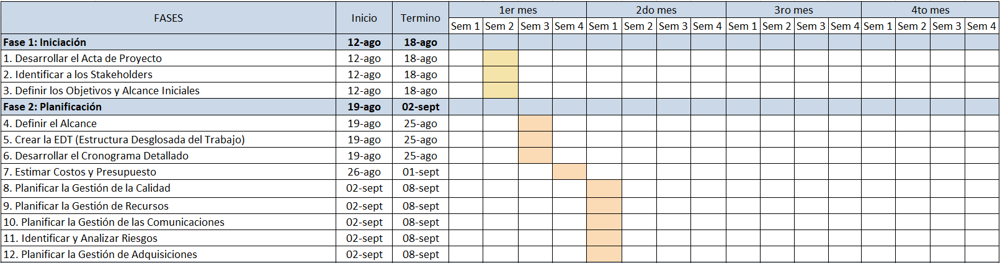 FASES Inicio Termino 1er mes 2do mes 3ro mes 4to mes
Sem 1 Sem 2 Sem 3 Sem 4 Sem 1 Sem 2 Sem 3 Sem 4 Sem 1 Sem 2 Sem 3 Sem 4 Sem 1 Sem 2 Sem 3 Sem 4
Fase 1: Iniciación 12-ago 18-ago
1. Desarrollar el Acta de Proyecto 12-ago 18-ago
2. Identificar a los Stakeholders 12-ago 18-ago
3. Definir los Objetivos y Alcance Iniciales 12-ago 18-ago
Fase 2: Planificación 19-ago 02-sept
4. Definir el Alcance 19-ago 25-ago
5. Crear la EDT (Estructura Desglosada del Trabajo) 19-ago 25-ago
6. Desarrollar el Cronograma Detallado 19-ago 25-ago
7. Estimar Costos y Presupuesto 26-ago 01-sept
8. Planificar la Gestión de la Calidad 02-sept 08-sept
9. Planificar la Gestión de Recursos 02-sept 08-sept
10. Planificar la Gestión de las Comunicaciones 02-sept 08-sept
11. Identificar y Analizar Riesgos 02-sept 08-sept
12. Planificar la Gestión de Adquisiciones 02-sept 08-sept